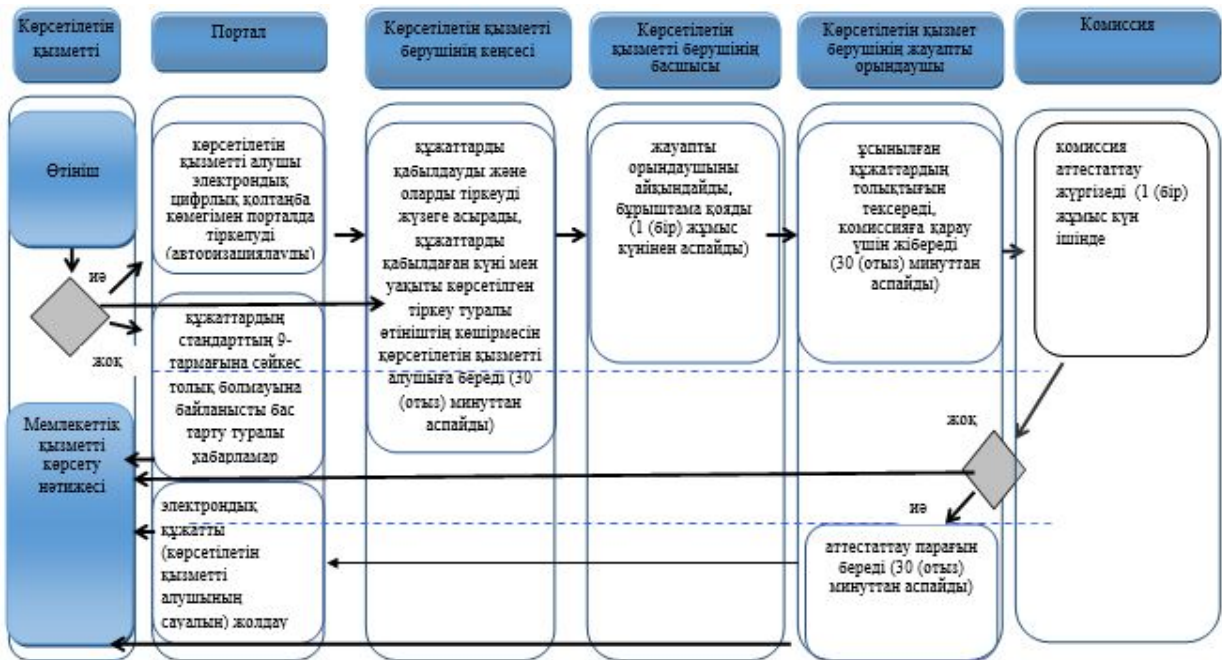 Көрсетілетін
қызметті
Портал
Көрсетілетін қызметті
берушінің кеңсесі
Көрсетілетін
қызметті берушінің
басшысы
Көрсетілетін қызмет
берушінің жауапты
орындаушы
Комиссия
Өтініш
иә
жоқ
Мемлекеттік
қызметті
көрсету
нәтижесі
көрсетілетін
қызметті алушы
электрондық
цифрлық қолтаңба
көмегімен порталда
тіркелуді
(авторизациялауды)
құжаттардың
стандарттың 9-
тармағына сәйкес
толық болмауына
байланысты бас
тарту туралы
хабарламар
электрондық
құжатты
(көрсетілетін
қызметті
алушының
сауалын) жолдау
құжаттарды
қабылдауды және
оларды тіркеуді
жүзеге асырады,
құжаттарды
қабылдаған күні мен
уақыты көрсетілген
тіркеу туралы
өтініштің көшірмесін
көрсетілетін қызметті
алушыға береді (30
(отыз) минуттан
аспайды)
жауапты
орындаушыны
айқындайды,
бұрыштама қояды
(1 (бір) жұмыс
күнінен аспайды)
ұсынылған
құжаттардың
толықтығын
тексереді,
комиссияға қарау
үшін жібереді
(30 (отыз) минуттан
аспайды)
комиссия
аттестаттау
жүргізеді (1 (бір)
жұмыс күн
ішінде
жоқ
иә
аттестаттау парағын
береді (30 (отыз)
минуттан аспайды)